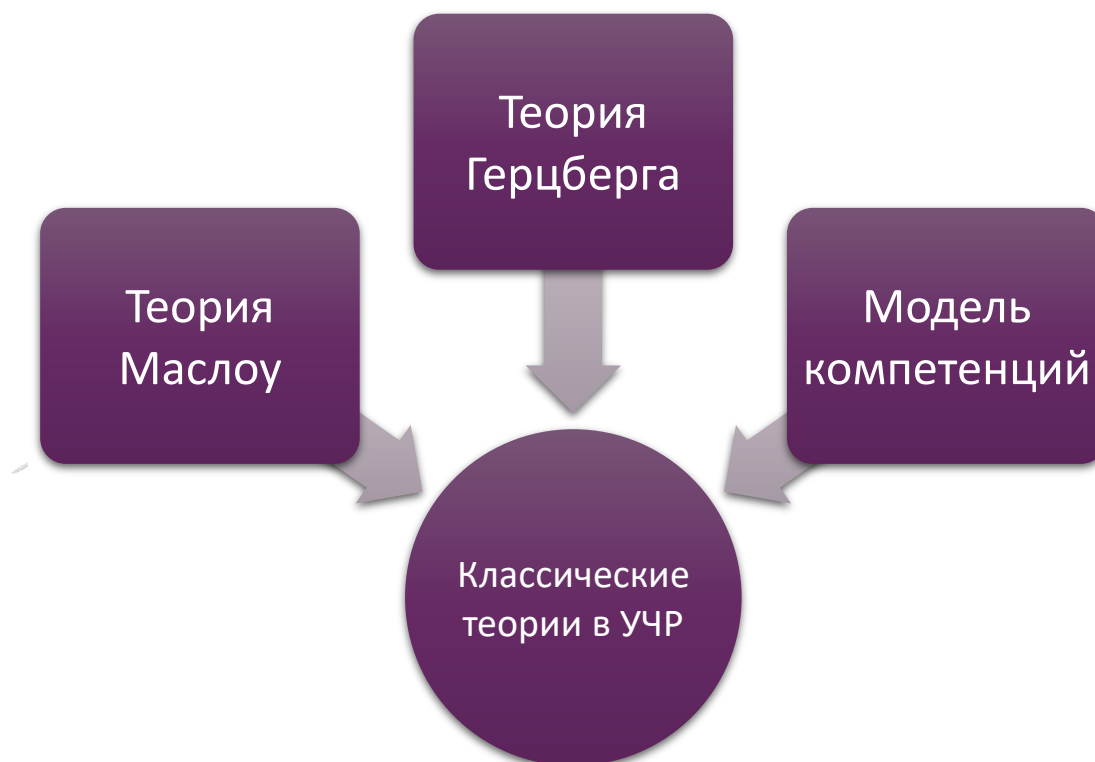 Теория
Герцберга
Теория
Маслоу
Модель
компетенций
Классические
теории в УЧР